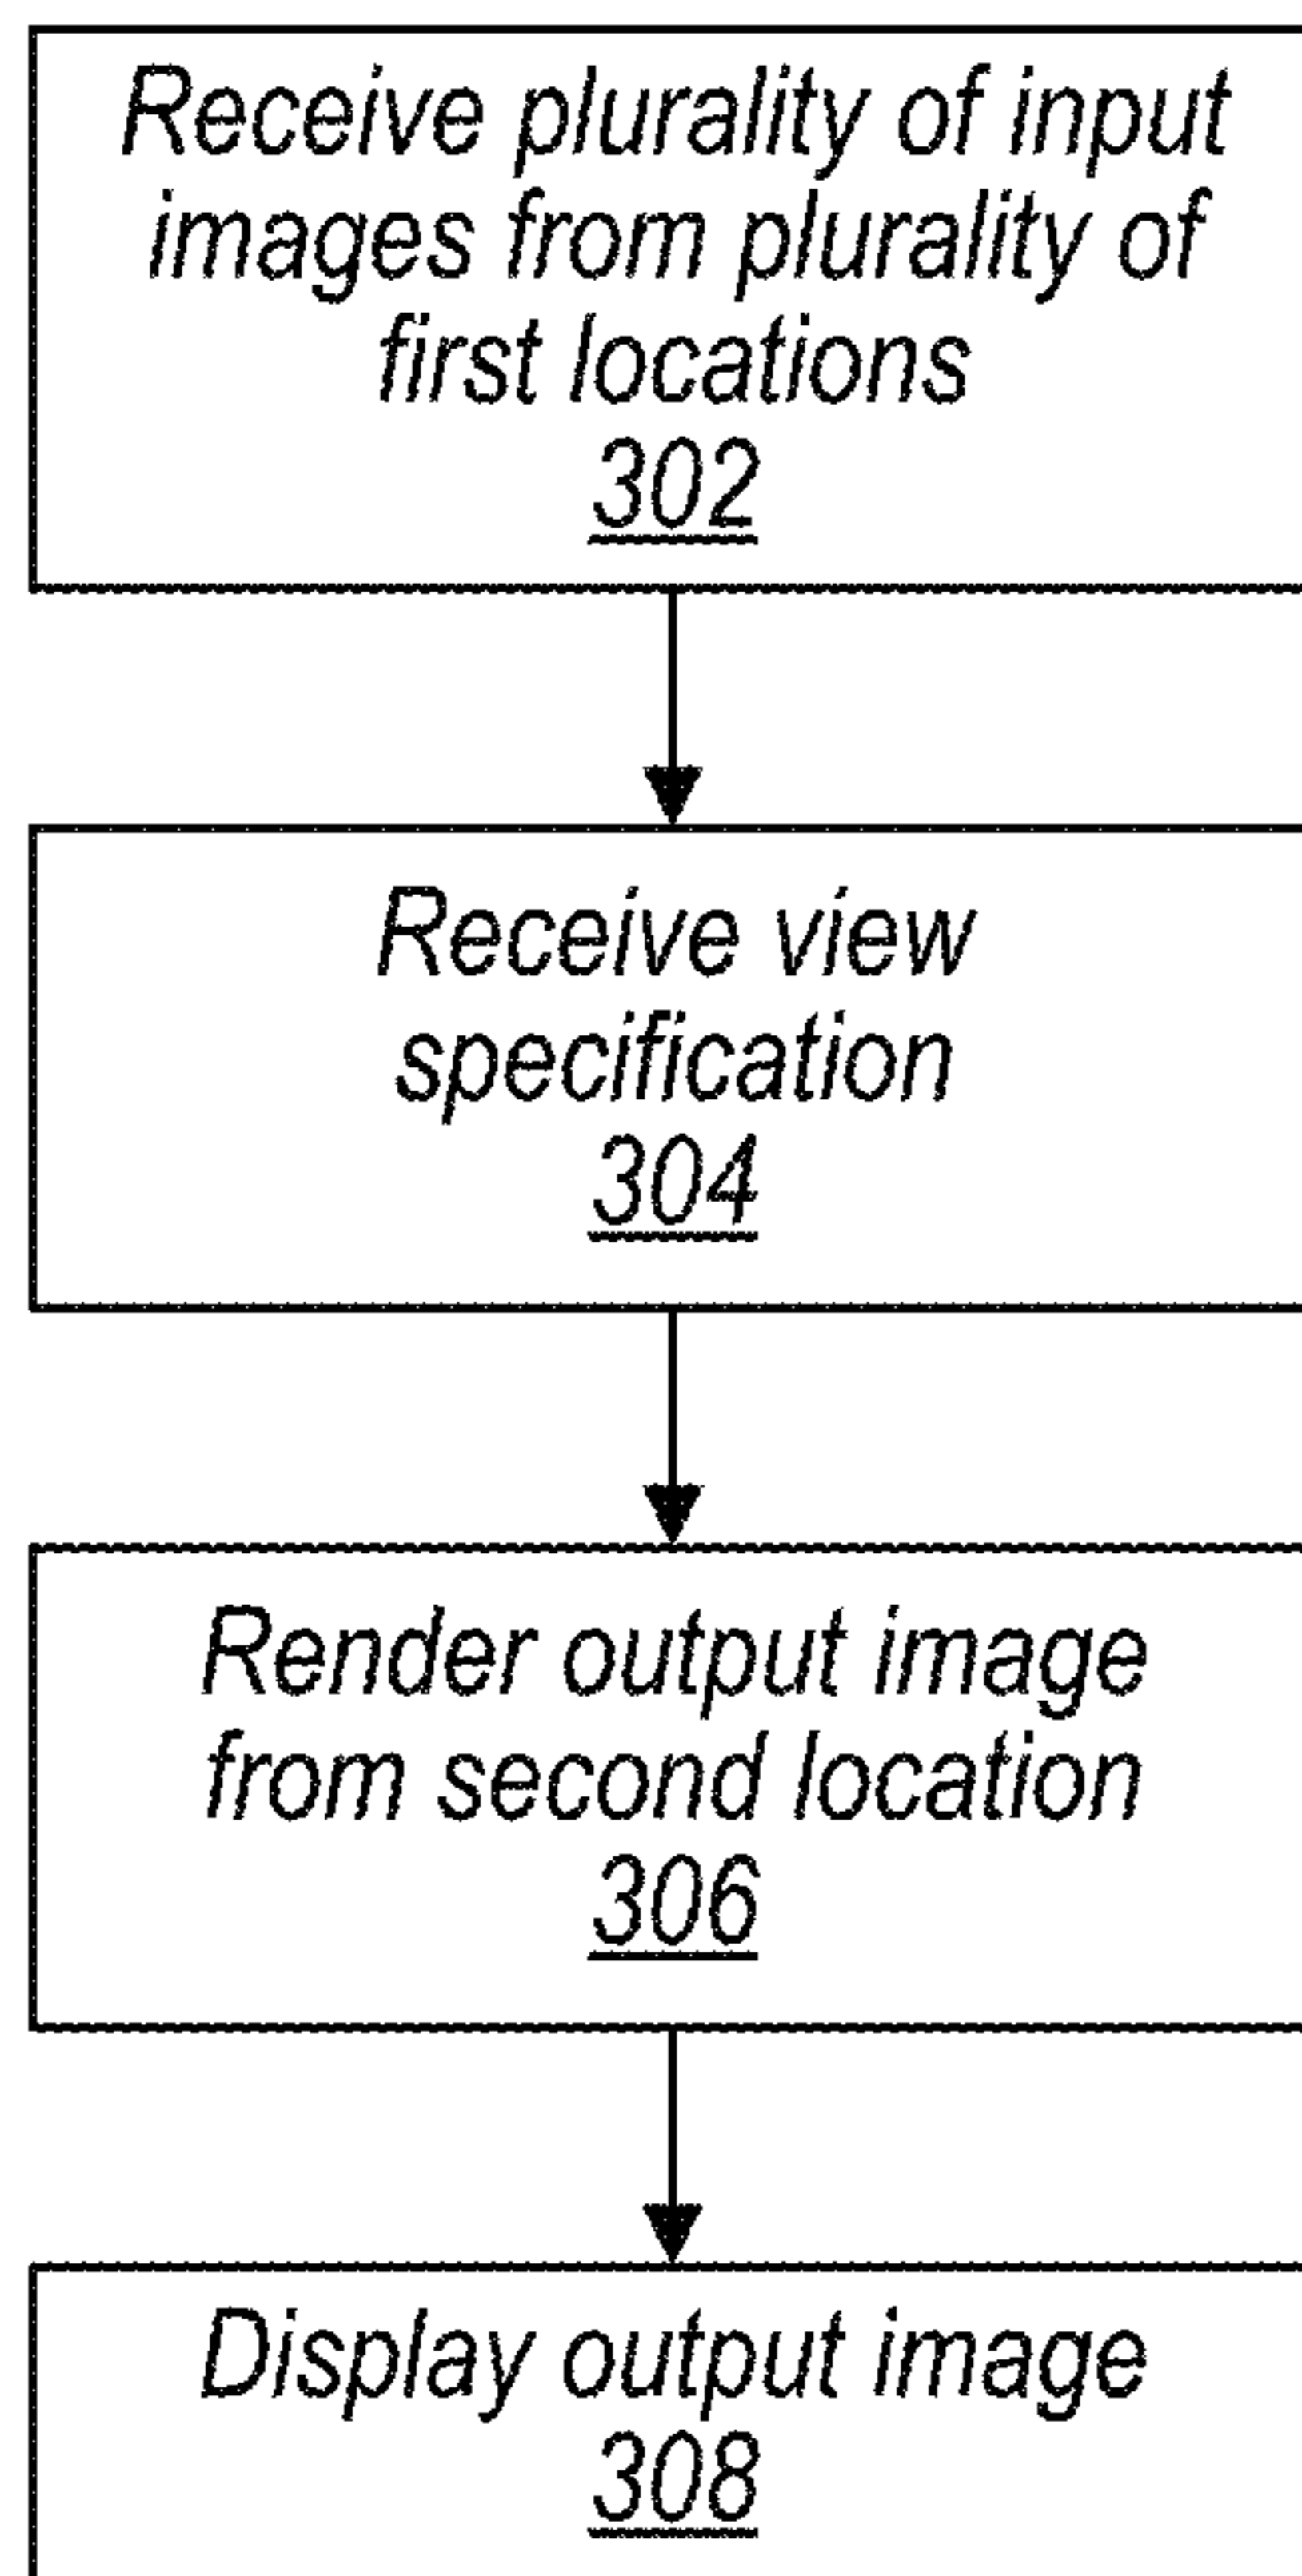 Receive plurality of input
images from plurality of
first locations
302
Receive view
specification
304
Render output image
from second location
306
Display output image
308